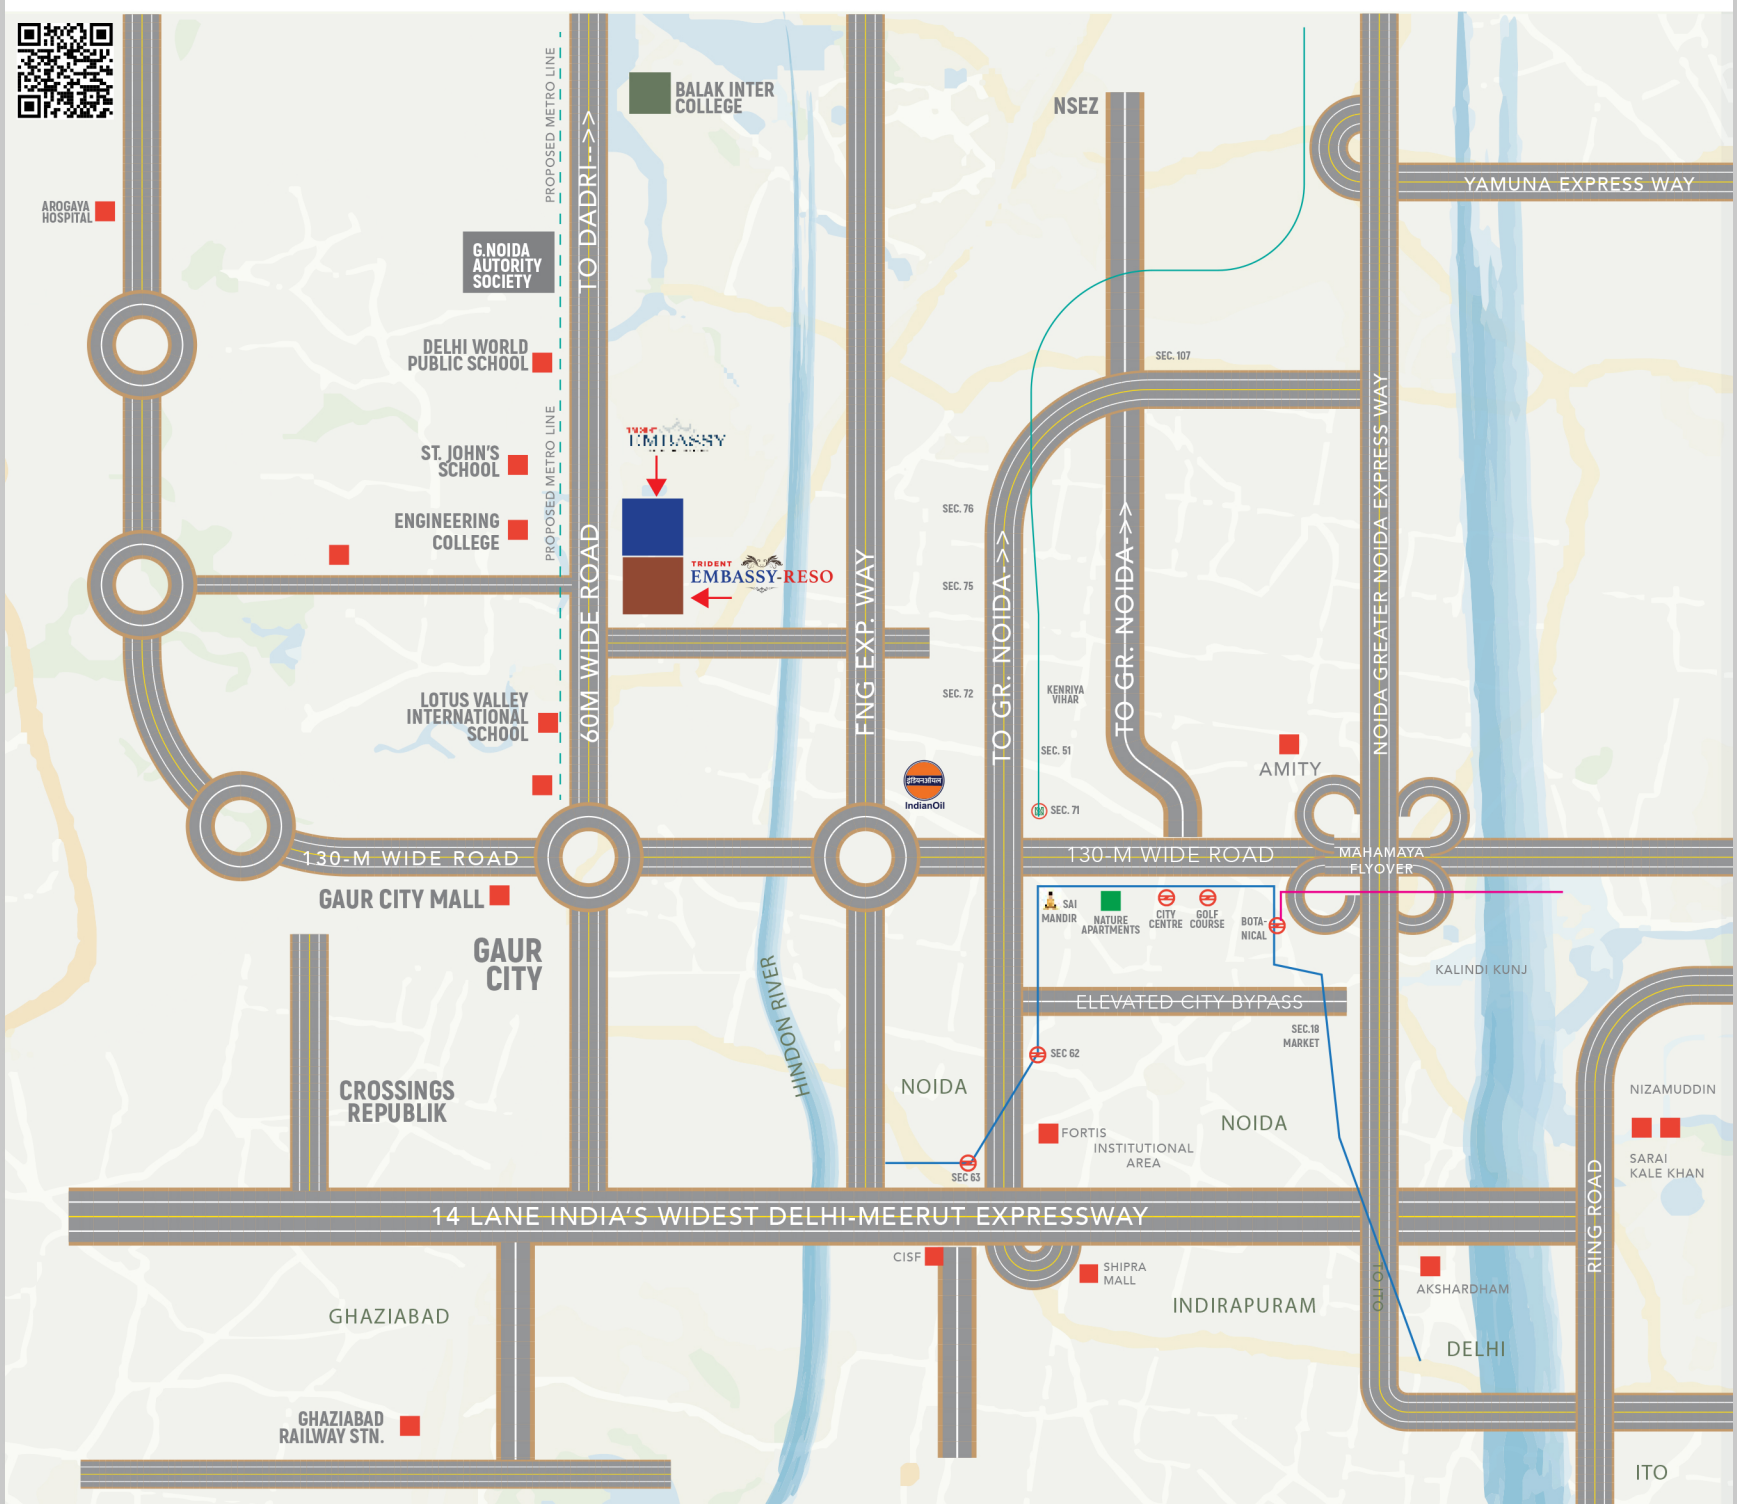 PROPOSED METRO LINE
BALAK INTER
COLLEGE
NSEZ
TO DADRI-->>
YAMUNA EXPRESS WAY
AROGAYA
HOSPITAL
G.NOIDA
AUTORITY
SOCIETY
DELHI WORLD
PUBLIC SCHOOL
SEC. 107
EMBASSY
PROPOSED METRO LINE
ST. JOHN'S
SCHOOL
ENGINEERING
COLLEGE
SEC. 76
TRIDENT
EMBASSY-RESO
SEC. 75
60M WIDE ROAD
FNG EXP. WAY
TO GR. NOIDA->>
TO GR. NOIDA->>
NOIDA GREATER NOIDA EXPRESS WAY
SEC. 72
KENRIYA
VIHAR
LOTUS VALLEY
INTERNATIONAL
SCHOOL
SEC. 51
AMITY
इंडियनऑयल
IndianOil
M
SEC. 71
130-M WIDE ROAD
130-M WIDE ROAD
MAHAMAYA
FLYOVER
GAUR CITY MALL
SAI
MANDIR
NATURE
APARTMENTS
CITY
CENTRE
GOLF
COURSE
BOTA-
NICAL
GAUR
CITY
HINDON RIVER
KALINDI KUNJ
ELEVATED CITY BYPASS
SEC.18
MARKET
SEC 62
CROSSINGS
REPUBLIK
NOIDA
NIZAMUDDIN
NOIDA
FORTIS
INSTITUTIONAL
AREA
SARAI
KALE KHAN
SEC 63
RING ROAD
14 LANE INDIA'S WIDEST DELHI-MEERUT EXPRESSWAY
CISF
SHIPRA
MALL
TO ITO
AKSHARDHAM
GHAZIABAD
INDIRAPURAM
DELHI
GHAZIABAD
RAILWAY STN.
ITO